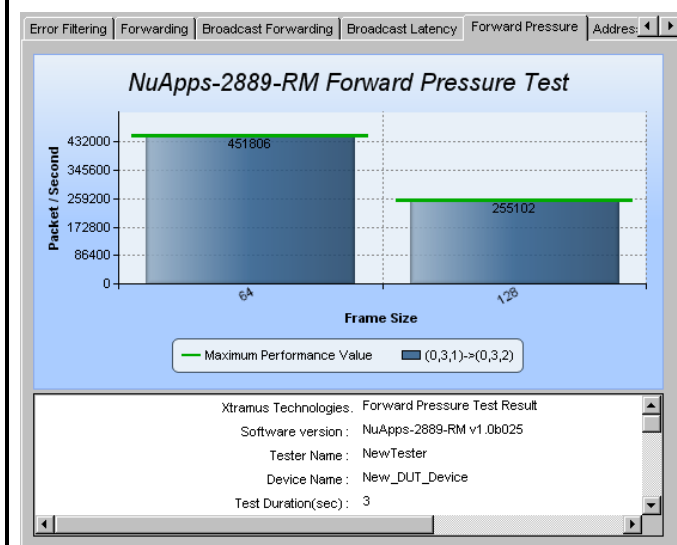 Error Filtering Forwarding Broadcast Forwarding Broadcast Latency Forward Pressure Addres
NuApps-2889-RM Forward Pressure Test
Packet / Second
432000
345600
259200
172800
86400
0
451806
255102
64
128
Frame Size
Maximum Performance Value (0,3,1)->(0,3,2)
Xtramus Technologies. Forward Pressure Test Result
Software version : NuApps-2889-RM v1.0b025
Tester Name : NewTester
Device Name : New_DUT_Device
Test Duration(sec) : 3